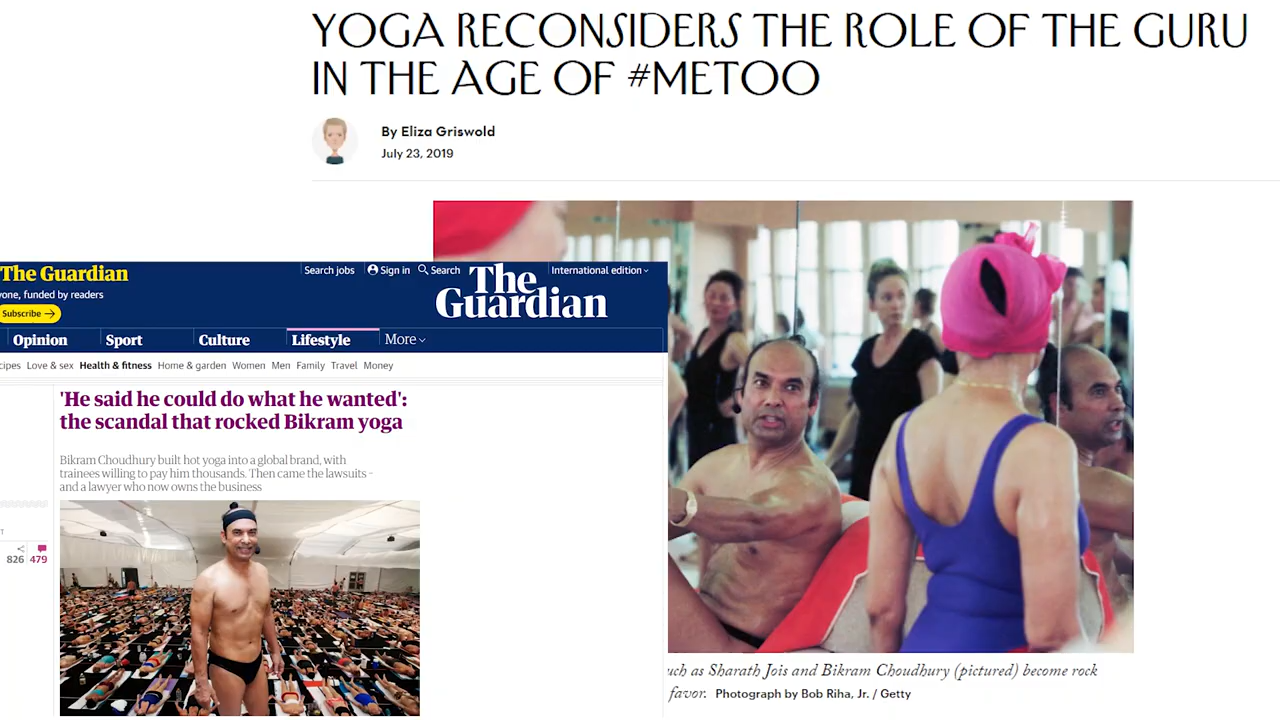 YOGA RECONSIDERS THE ROLE OF THE GURU
IN THE AGE OF #METOO
By Eliza Griswold
July 23, 2019
The Guardian
yone, funded by readers
Subscribe →
Search jobs Sign in Search International edition
The
Guardian
Opinion Sport Culture Lifestyle More
cipes Love & sex Health & fitness Home & garden Women Men Family Travel Money
'He said he could do what he wanted':
the scandal that rocked Bikram yoga
Bikram Choudhury built hot yoga into a global brand, with
trainees willing to pay him thousands. Then came the lawsuits –
and a lawyer who now owns the business
826 479
uch as Sharath Jois and Bikram Choudhury (pictured) become rock
favor. Photograph by Bob Riha, Jr. / Getty